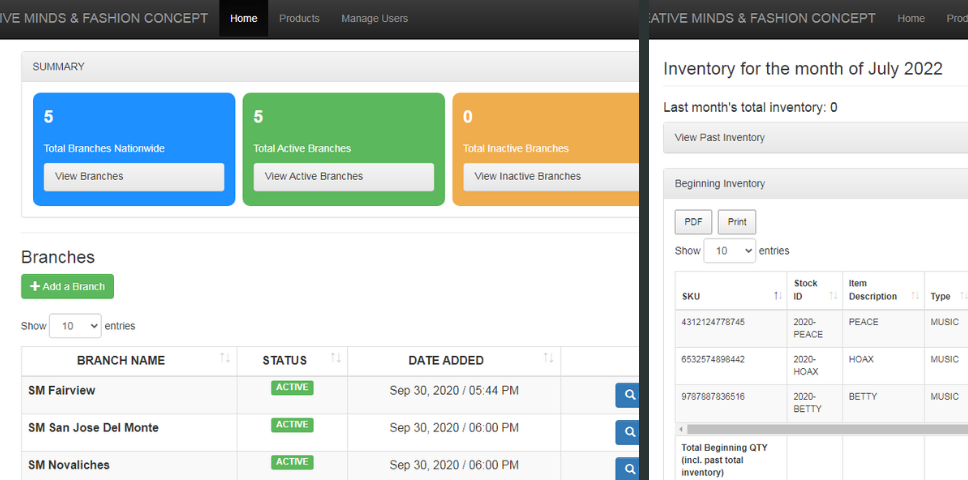 IVE MINDS & FASHION CONCEPT Home Products Manage Users
SUMMARY
5
Total Branches Nationwide
View Branches
5
Total Active Branches
View Active Branches
0
Total Inactive Branches
View Inactive Branches
Branches
Add a Branch
Show 10 entries
BRANCH NAME STATUS DATE ADDED
SM Fairview ACTIVE Sep 30, 2020 / 05:44 PM
SM San Jose Del Monte ACTIVE Sep 30, 2020 / 06:00 PM
SM Novaliches ACTIVE Sep 30, 2020 / 06:00 PM
EATIVE MINDS & FASHION CONCEPT Home Prod
Inventory for the month of July 2022
Last month's total inventory: 0
View Past Inventory
Beginning Inventory
PDF Print
Show 10 entries
SKU Stock ID Item Description Type
4312124778745 2020-PEACE PEACE MUSIC
6532574898442 2020-HOAX HOAX MUSIC
9787887836516 2020-BETTY BETTY MUSIC
Total Beginning QTY
(incl. past total
inventory)